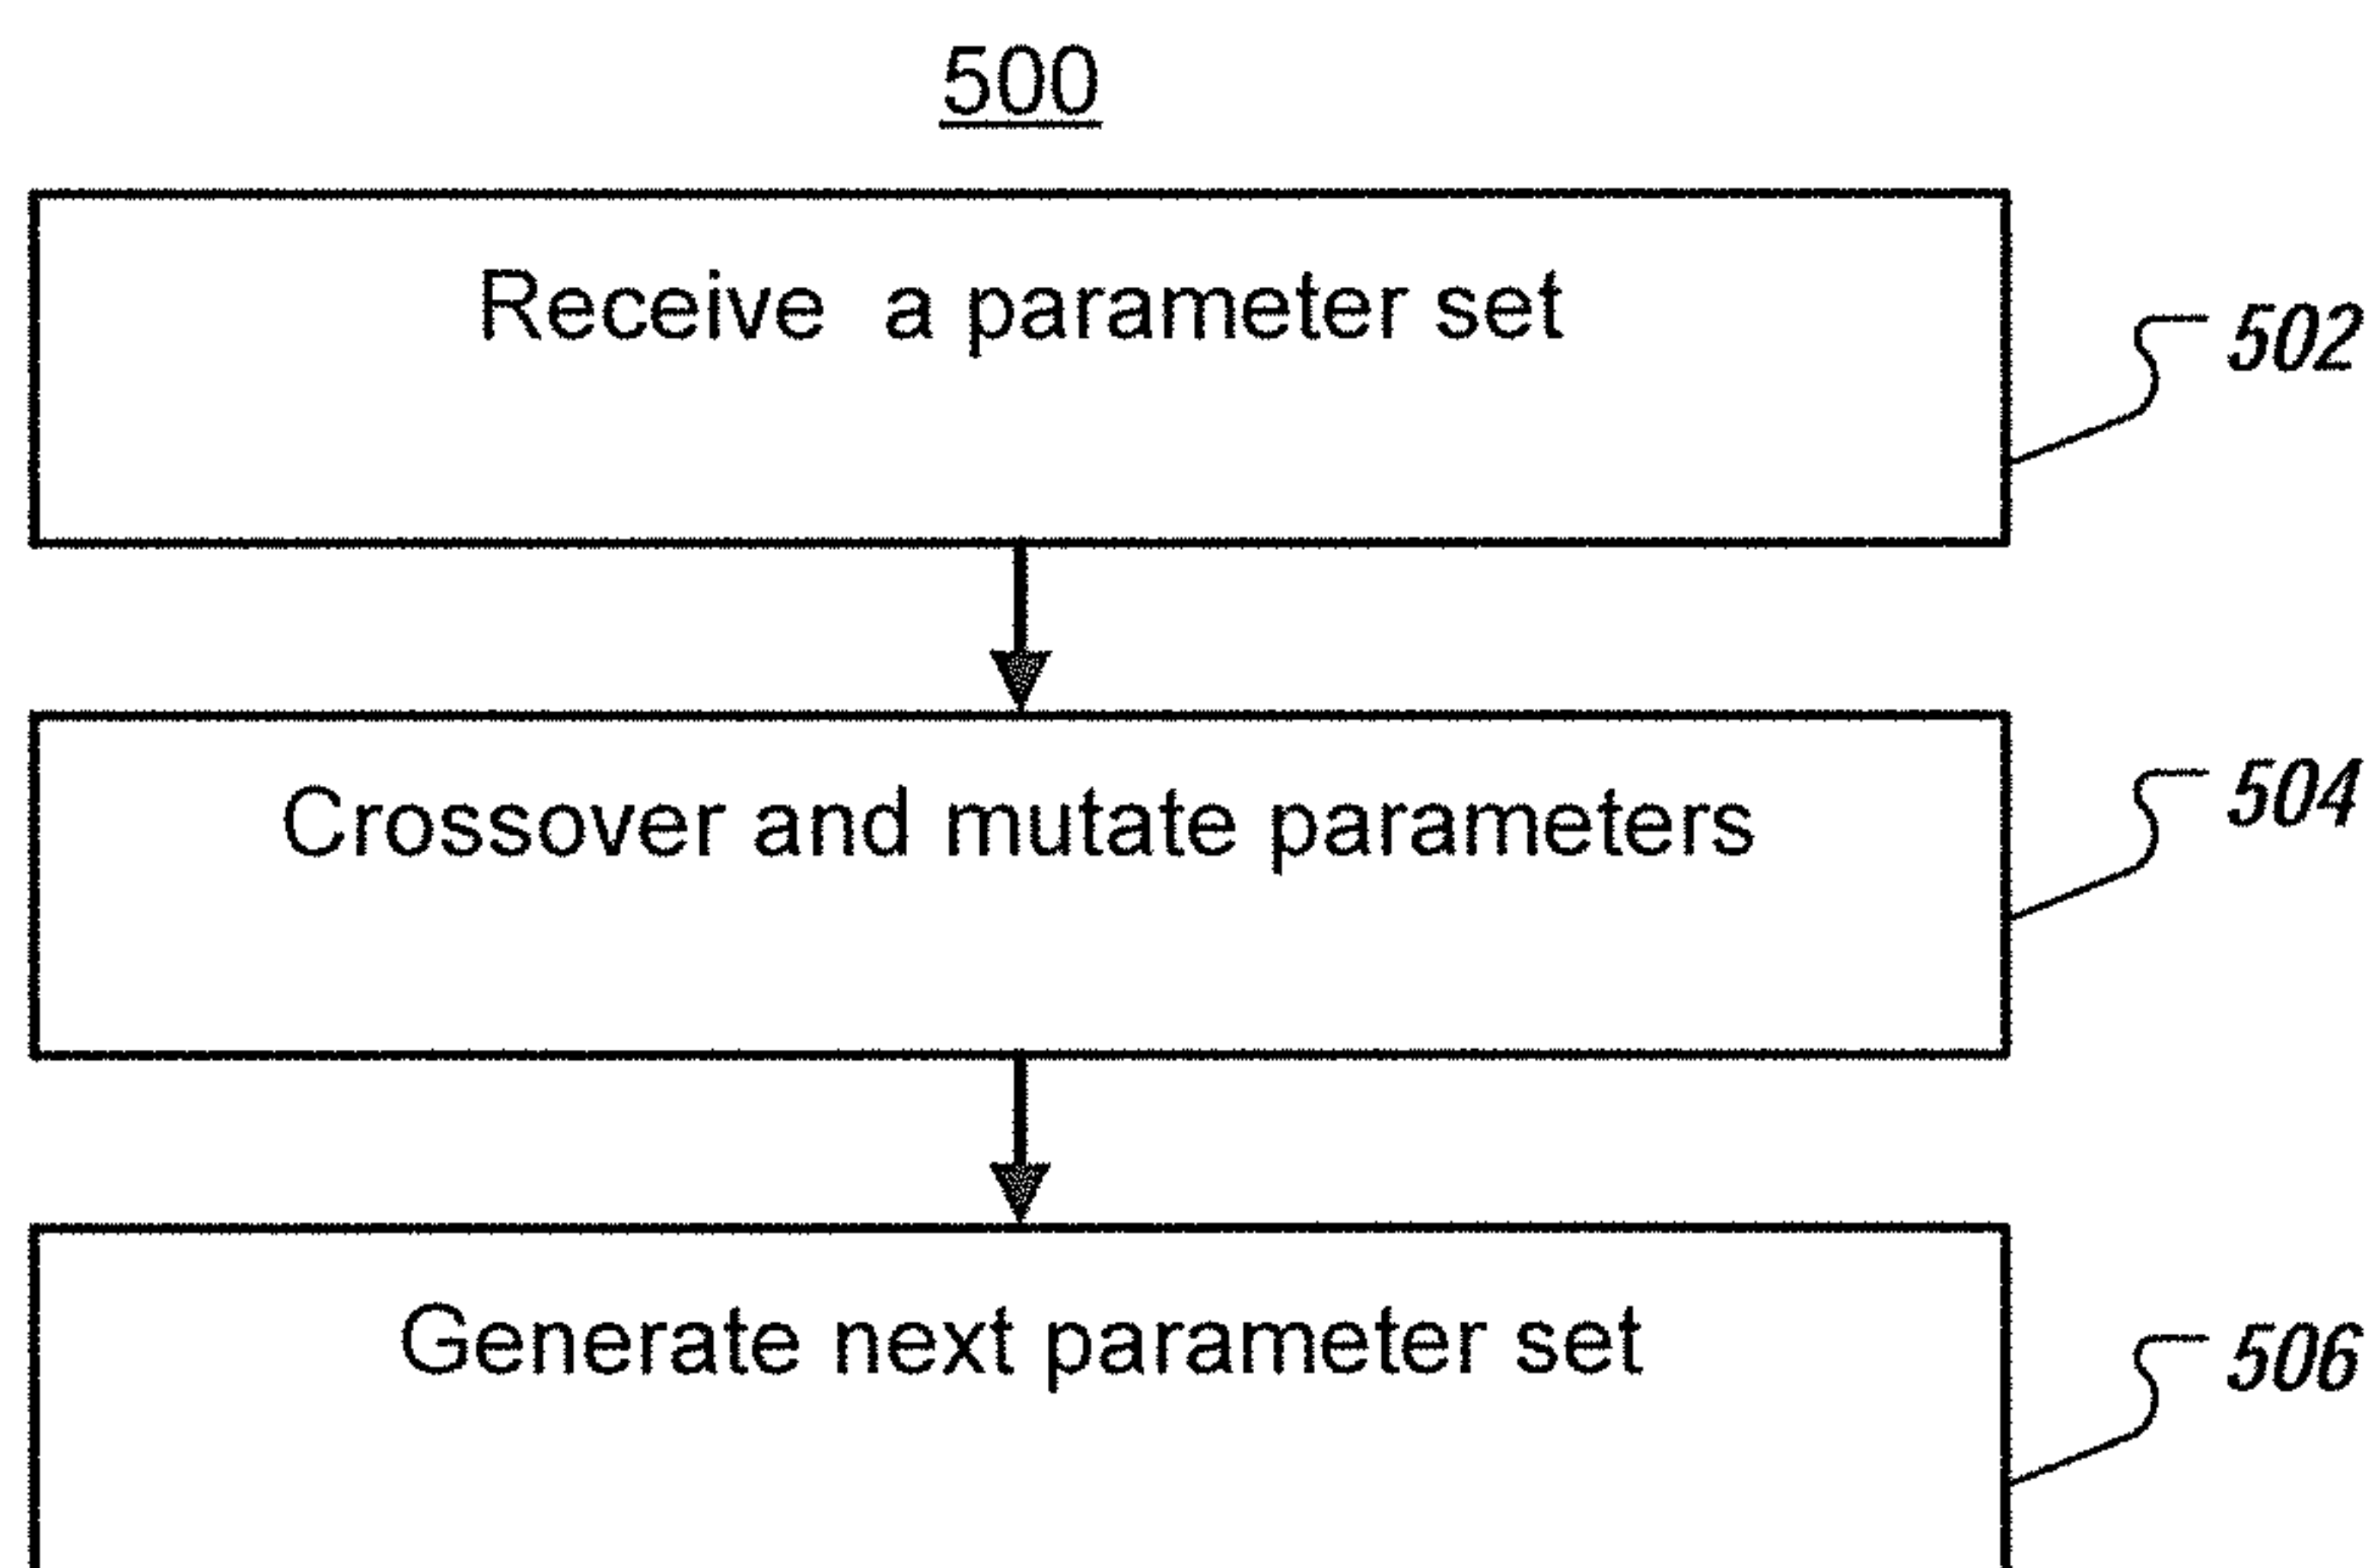 500
Receive a parameter set
502
Crossover and mutate parameters
504
Generate next parameter set
506